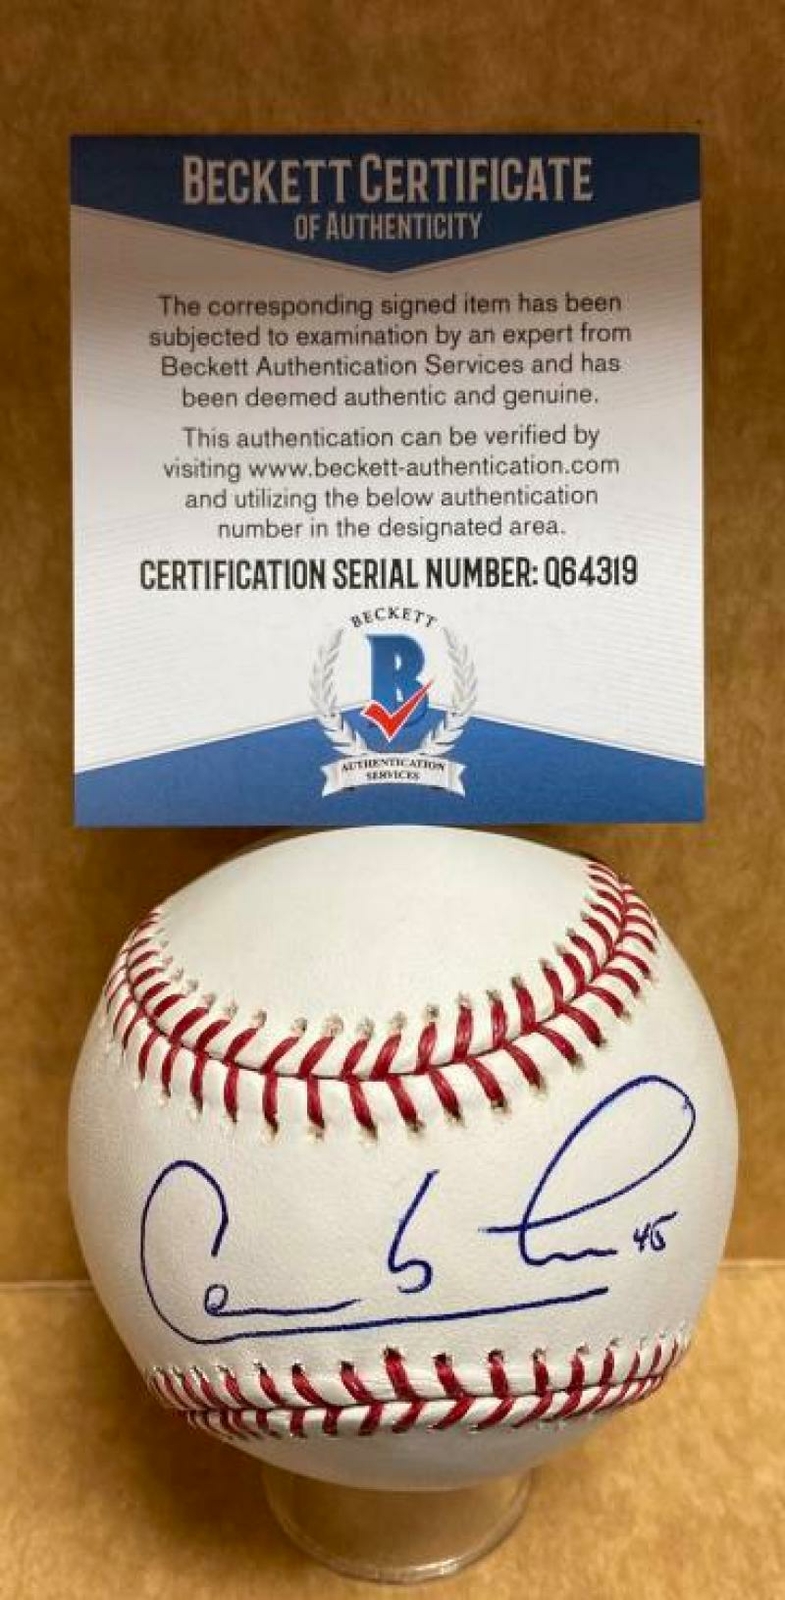 BECKETT CERTIFICATE
OF AUTHENTICITY
The corresponding signed item has been
subjected to examination by an expert from
Beckett Authentication Services and has
been deemed authentic and genuine.
This authentication can be verified by
visiting www.beckett-authentication.com
and utilizing the below authentication
number in the designated area.
CERTIFICATION SERIAL NUMBER: Q64319
BECKETT
B
AUTHENTICATION
SERVICES
45